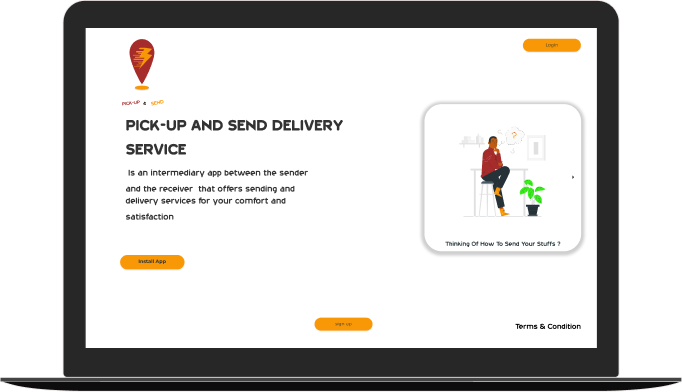 Login
PICK-UP & SEND
PICK-UP AND SEND DELIVERY
SERVICE
Is an intermediary app between the sender
and the receiver that offers sending and
delivery services for your comfort and
satisfaction
?
Thinking Of How To Send Your Stuffs ?
Install App
sign up
Terms & Condition